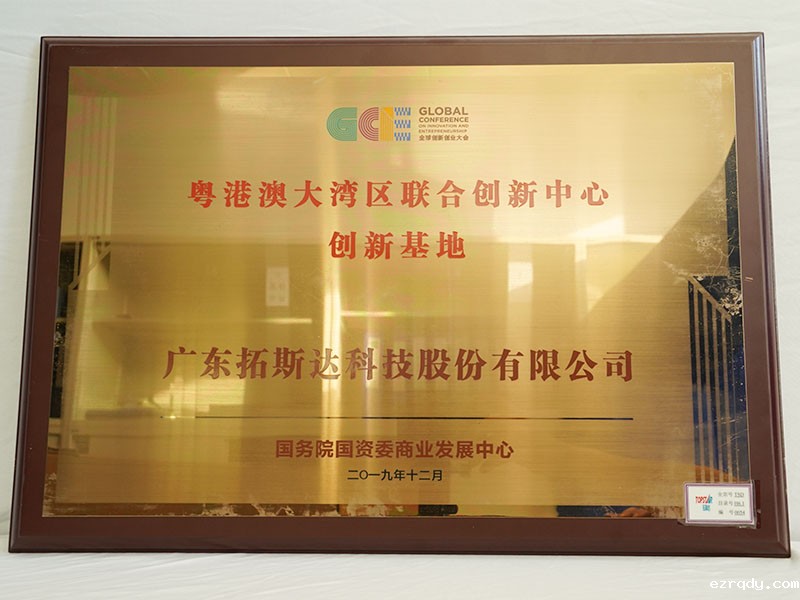 GCE
GLOBAL
CONFERENCE
ON INNOVATION AND
ENTREPRENEURSHIP
全球创新创业大会
粤港澳大湾区联合创新中心
创新基地
广东拓斯达科技股份有限公司
国务院国资委商业发展中心
二〇一九年十二月
TOPSTAR
ezrqdy.com